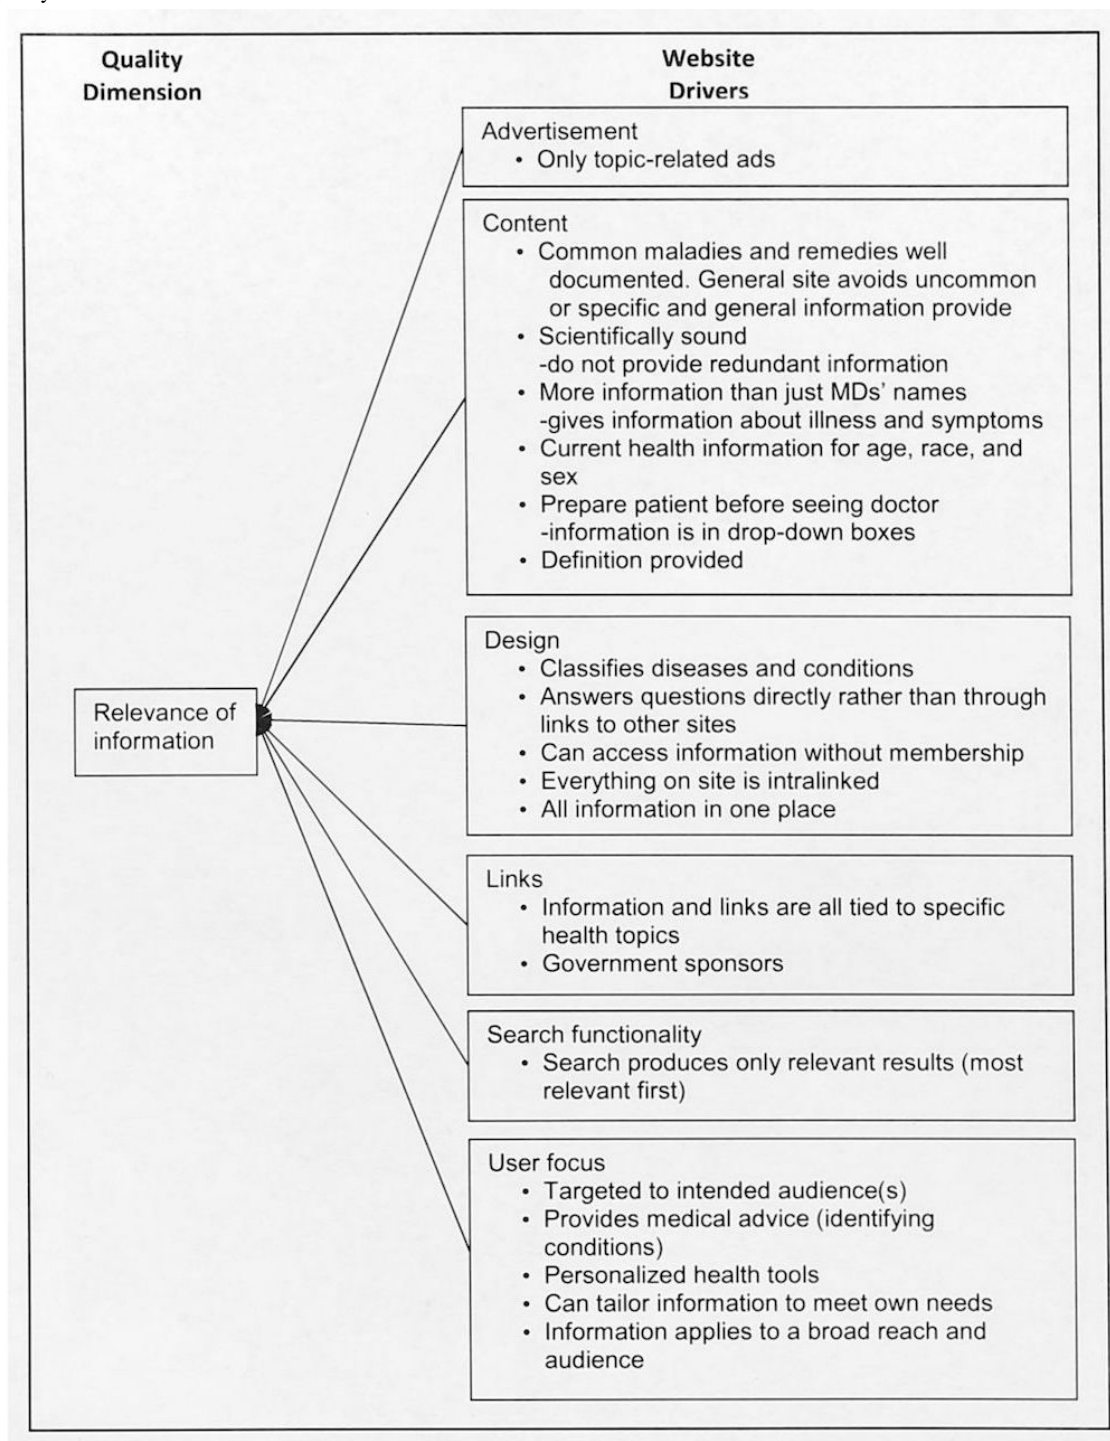 Quality
Dimension
Website
Drivers
Advertisement
• Only topic-related ads
Content
• Common maladies and remedies well
documented. General site avoids uncommon
or specific and general information provide
• Scientifically sound
-do not provide redundant information
• More information than just MDs’ names
-gives information about illness and symptoms
• Current health information for age, race, and
sex
• Prepare patient before seeing doctor
-information is in drop-down boxes
• Definition provided
Design
• Classifies diseases and conditions
• Answers questions directly rather than through
links to other sites
• Can access information without membership
• Everything on site is intralinked
• All information in one place
Relevance of
information
Links
• Information and links are all tied to specific
health topics
• Government sponsors
Search functionality
• Search produces only relevant results (most
relevant first)
User focus
• Targeted to intended audience(s)
• Provides medical advice (identifying
conditions)
• Personalized health tools
• Can tailor information to meet own needs
• Information applies to a broad reach and
audience